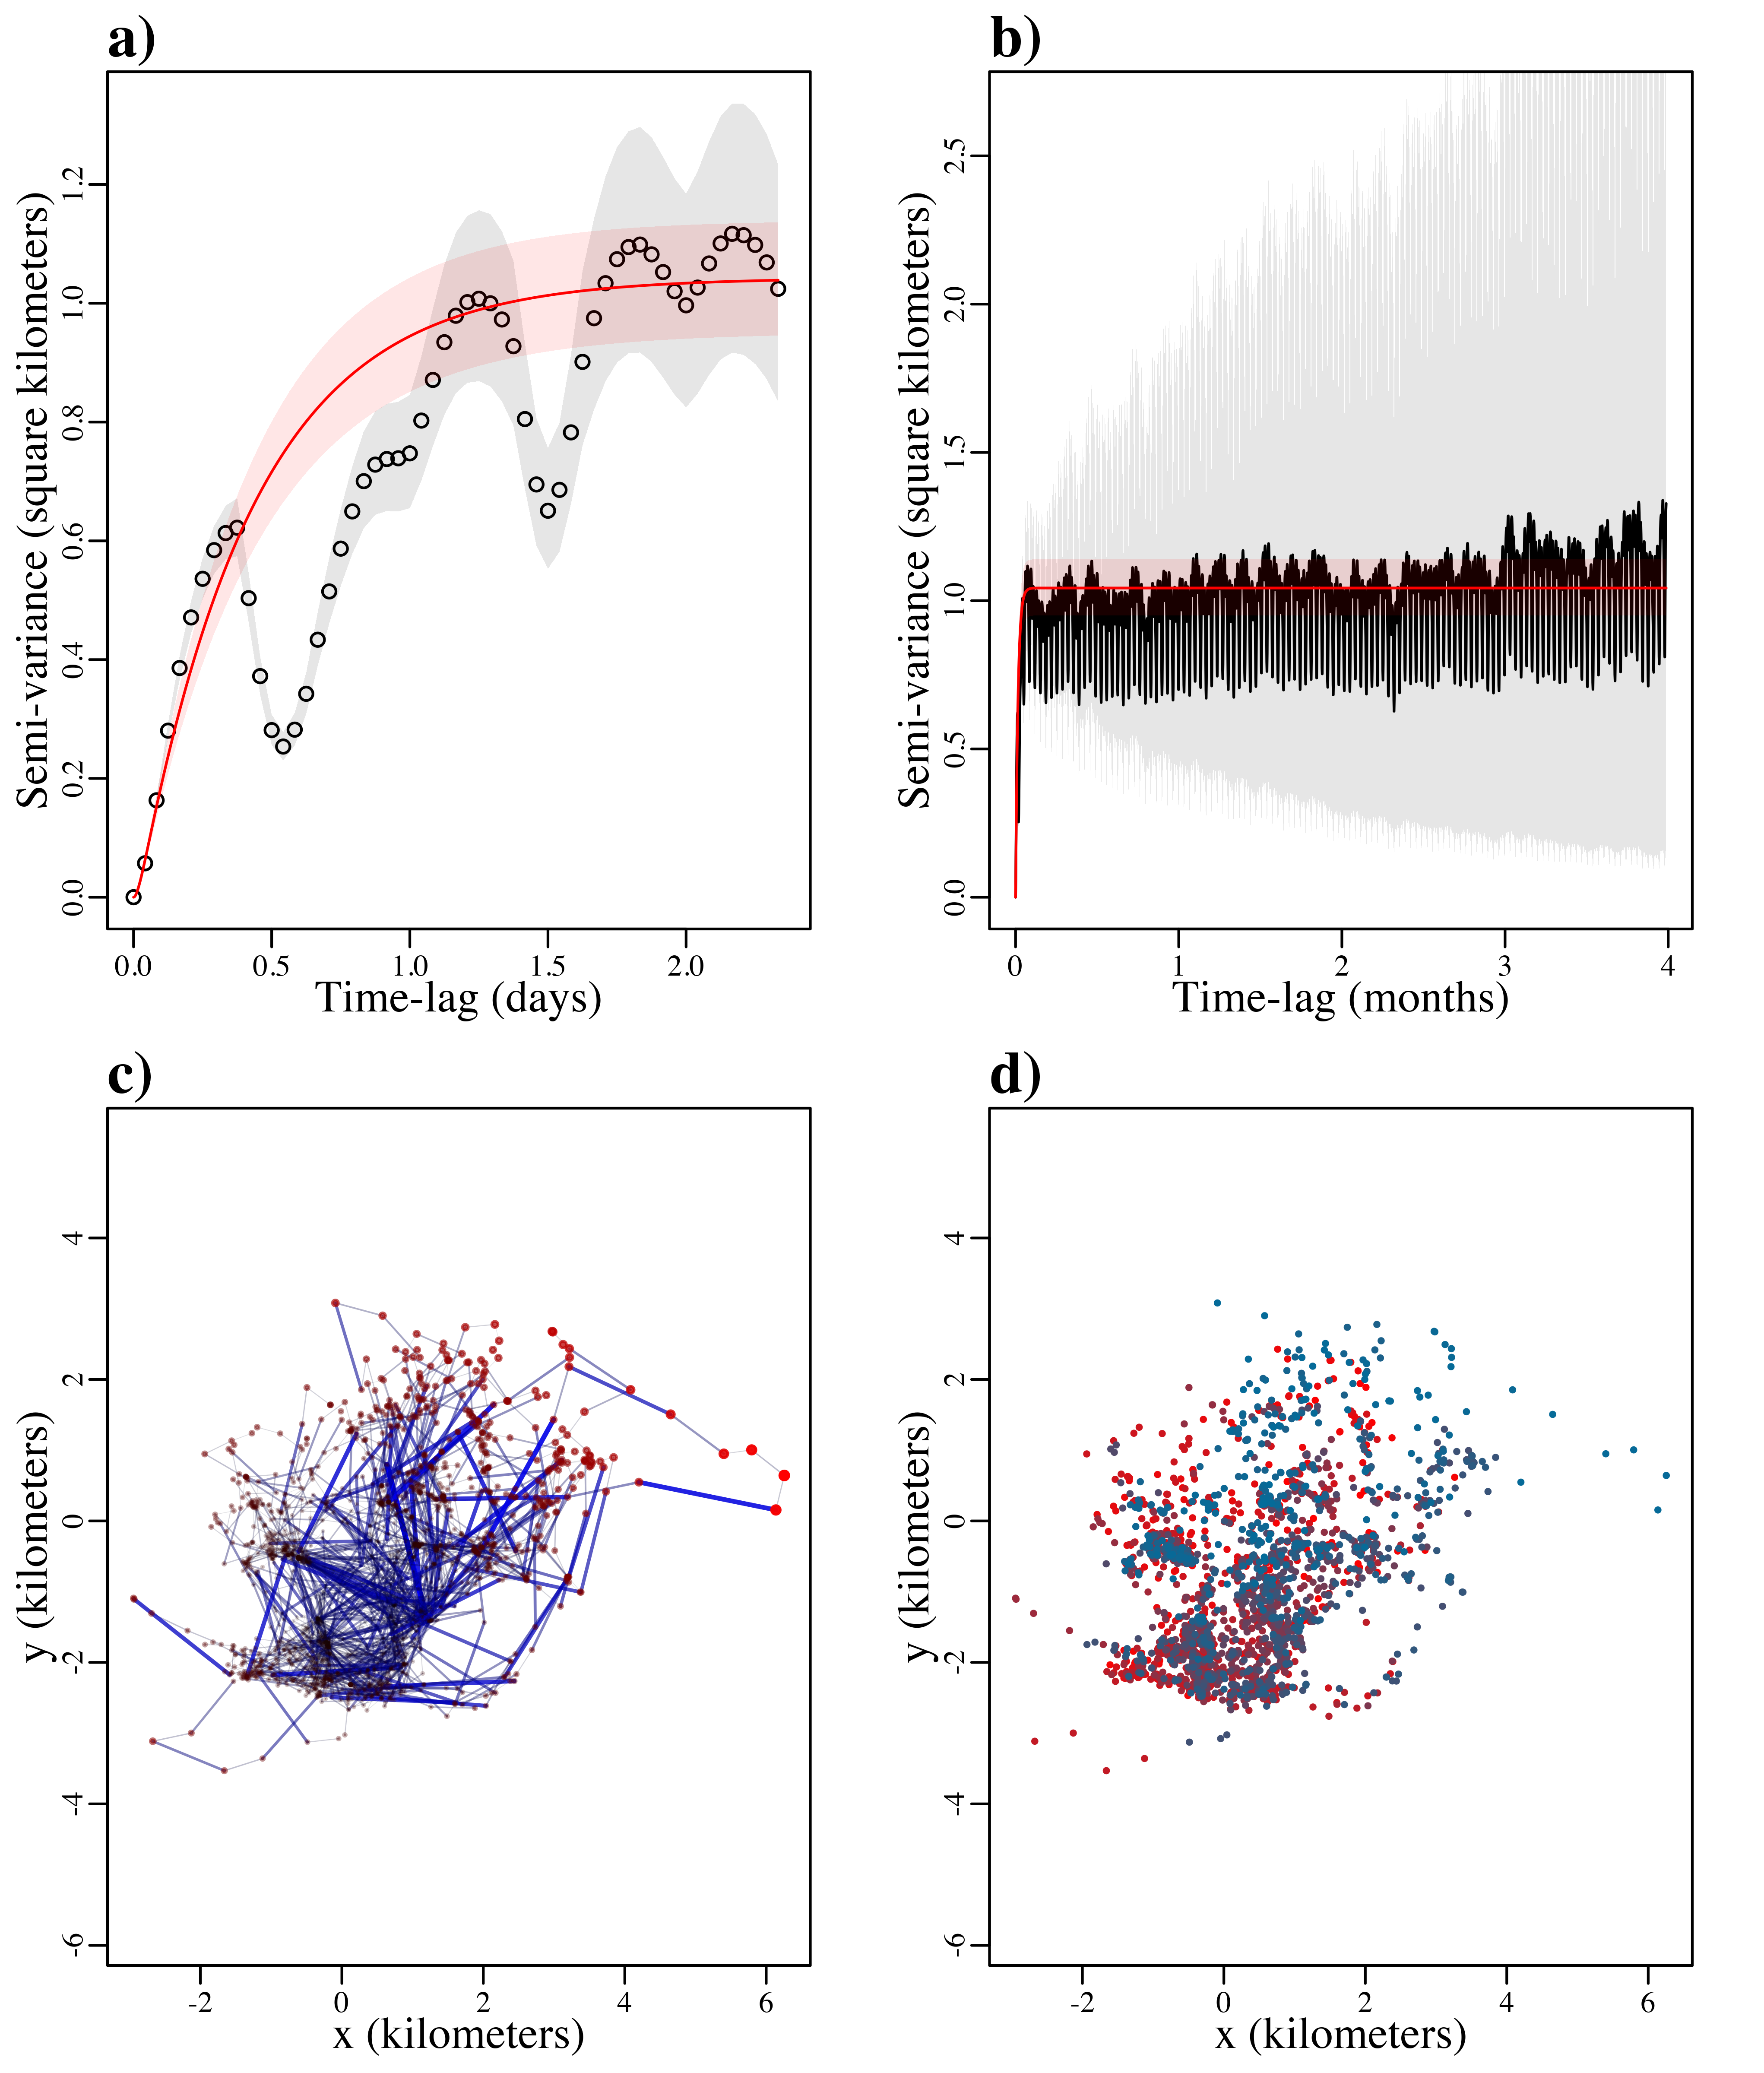 a)
Semi-variance (square kilometers)
0.0 0.2 0.4 0.6 0.8 1.0 1.2
0.0 0.5 1.0 1.5 2.0
Time-lag (days)
b)
Semi-variance (square kilometers)
0.0 0.5 1.0 1.5 2.0 2.5
0 1 2 3 4
Time-lag (months)
c)
y (kilometers)
-6 -4 -2 0 2 4
-2 0 2 4 6
x (kilometers)
d)
y (kilometers)
-6 -4 -2 0 2 4
-2 0 2 4 6
x (kilometers)